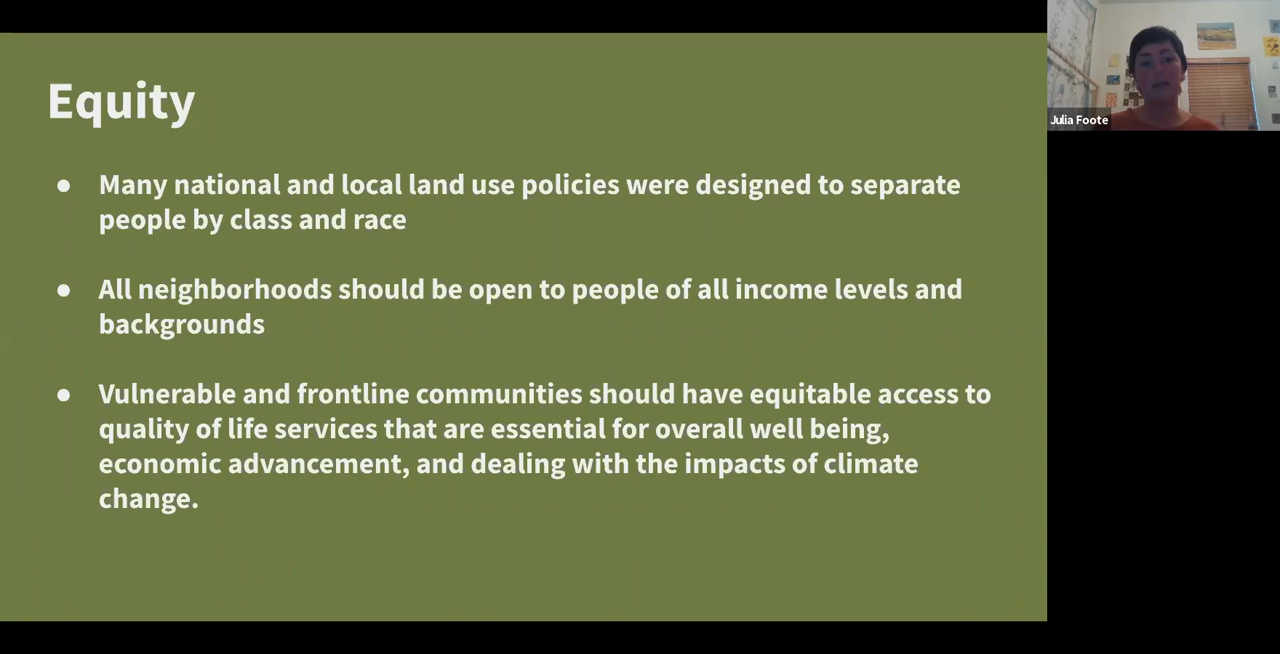 Equity
● Many national and local land use policies were designed to separate
people by class and race
● All neighborhoods should be open to people of all income levels and
backgrounds
● Vulnerable and frontline communities should have equitable access to
quality of life services that are essential for overall well being,
economic advancement, and dealing with the impacts of climate
change.
Julia Foote